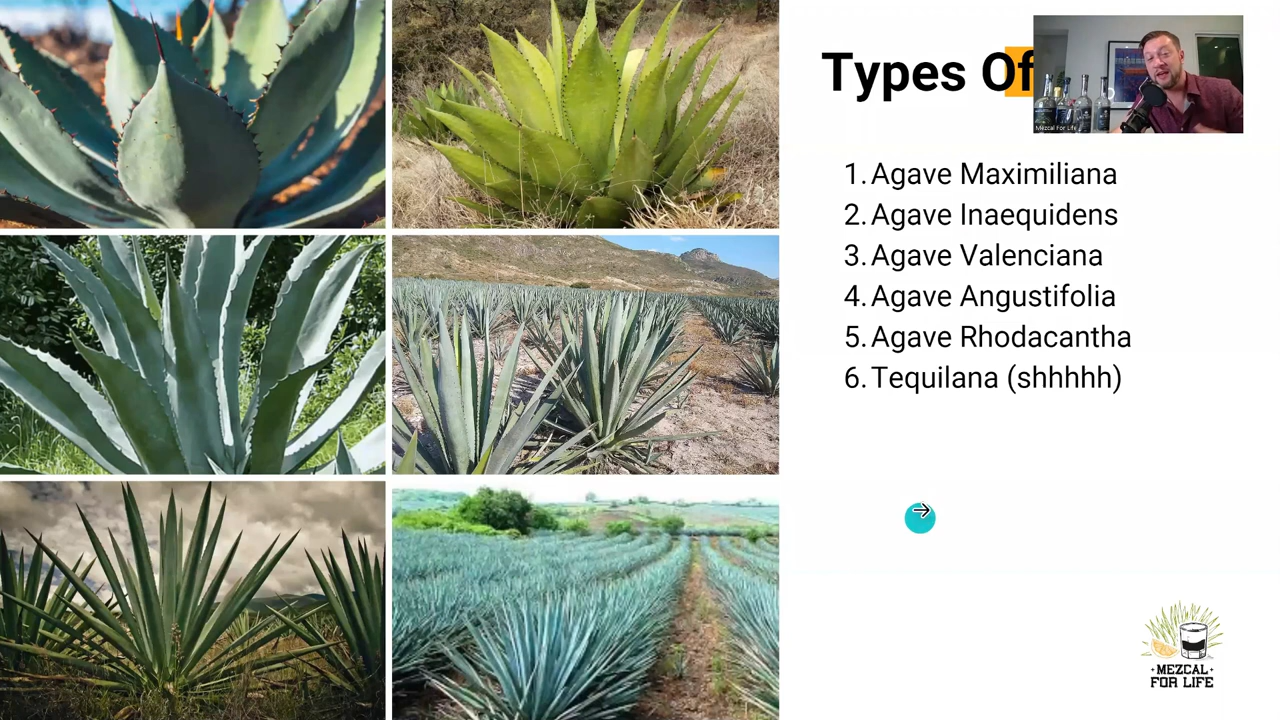 Types Of
Mezcal For Life
1. Agave Maximiliana
2. Agave Inaequidens
3. Agave Valenciana
4. Agave Angustifolia
5. Agave Rhodacantha
6. Tequilana (shhhhh)
MEZCAL
FOR LIFE